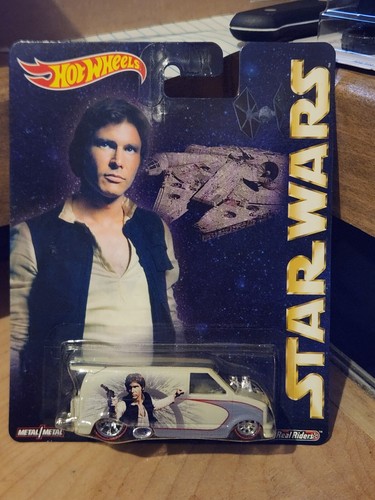 HOT WHEELS
STAR WARS
METAL/METAL
Real Riders